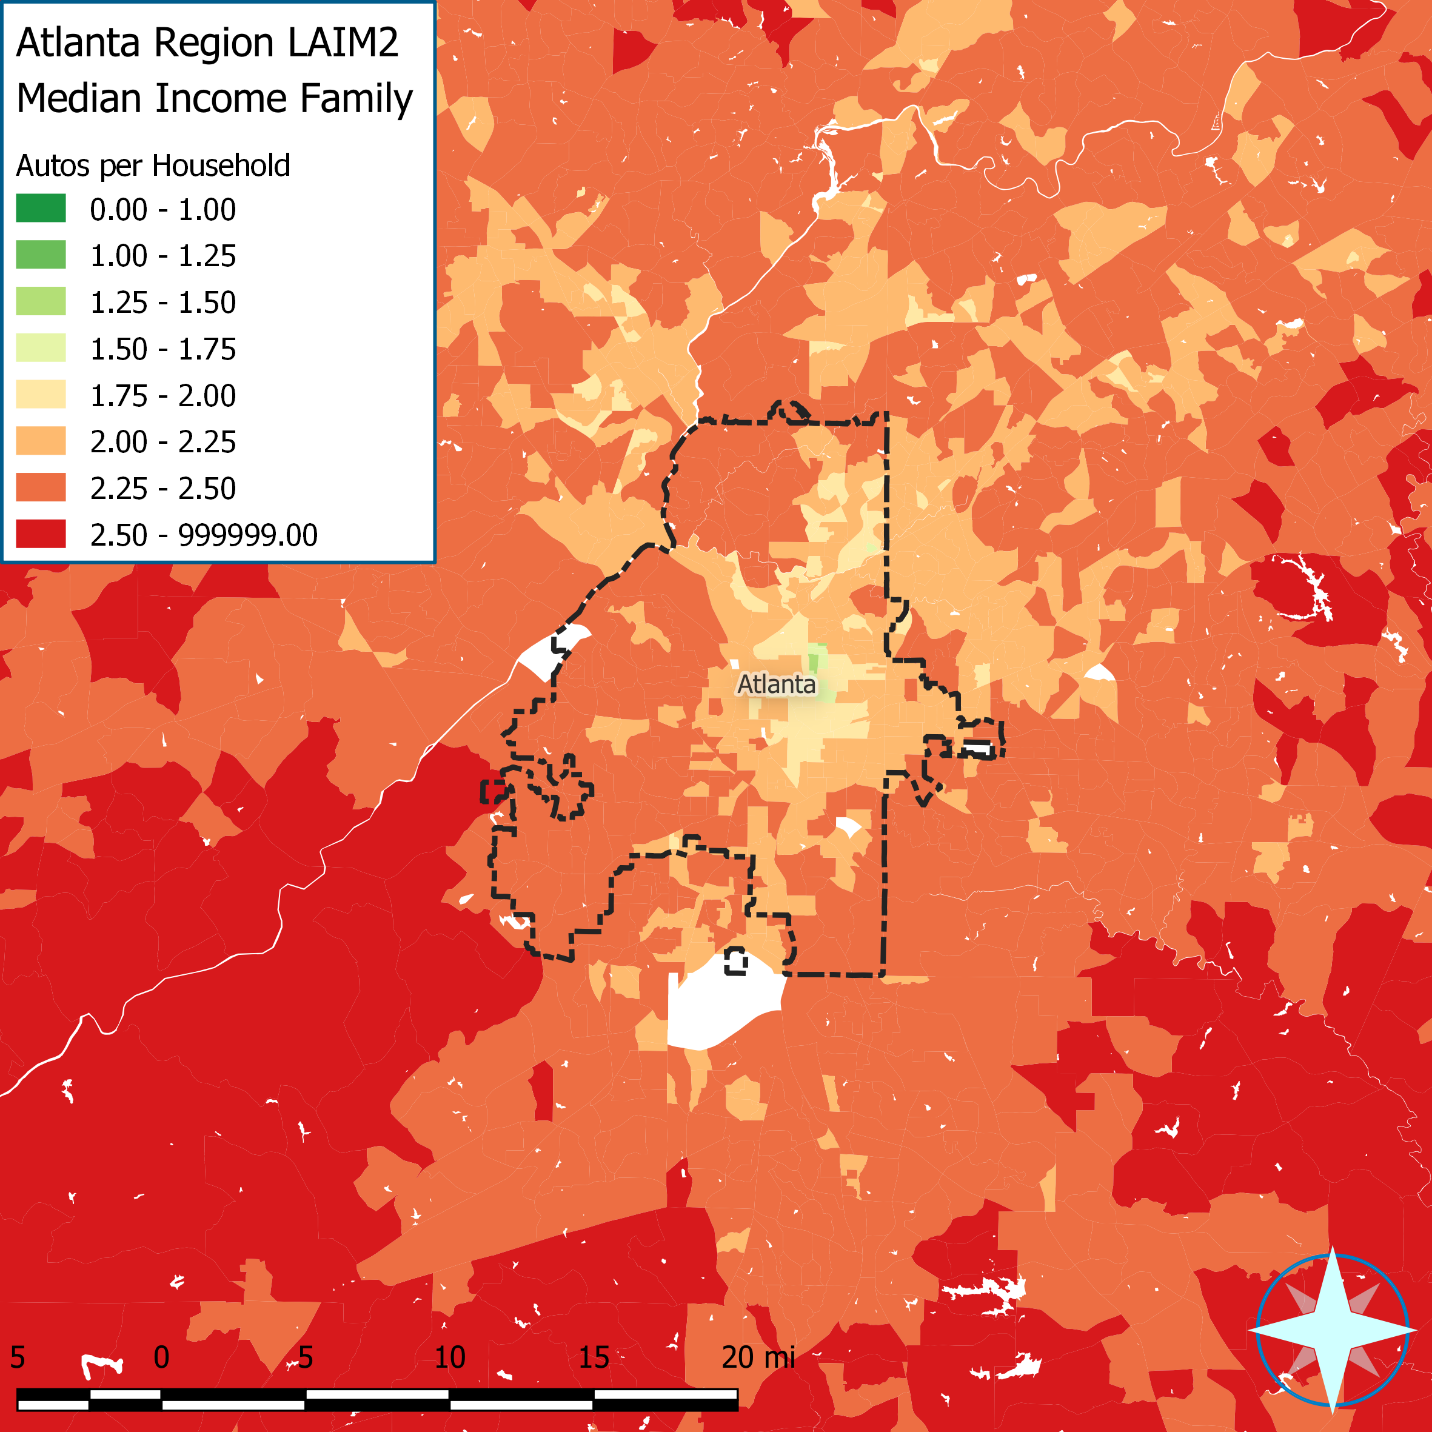 Atlanta Region LAIM2
Median Income Family
Autos per Household
0.00 - 1.00
1.00 - 1.25
1.25 - 1.50
1.50 - 1.75
1.75 - 2.00
2.00 - 2.25
2.25 - 2.50
2.50 - 999999.00
Atlanta
5 0 5 10 15 20 mi